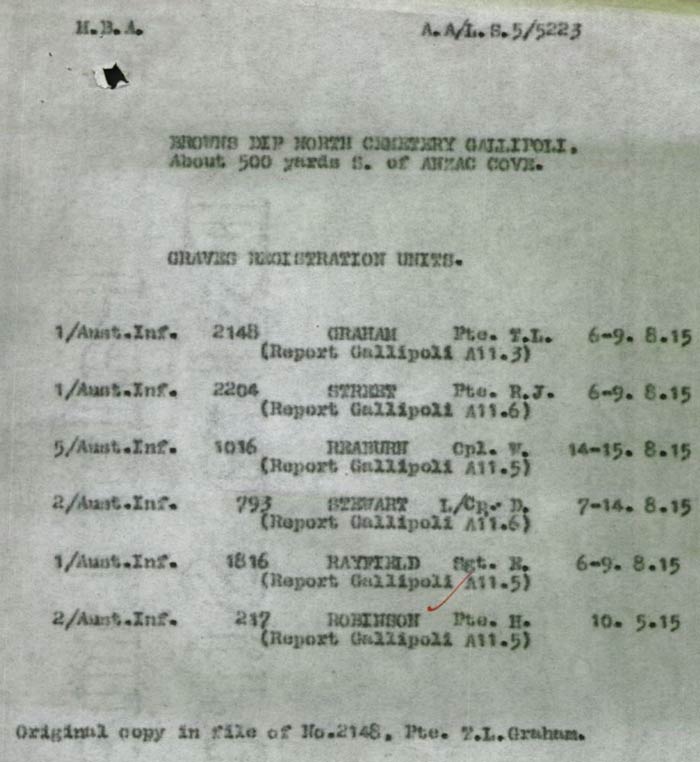 M.B.A. A.A/L.S.5/5223
BROWNS DIP NORTH CEMETERY GALLIPOLI.
About 500 yards S. of ANZAC COVE.
GRAVES REGISTRATION UNITS.
1/Aust.Inf. 2148 GRAHAM Pte. T.L. 6-9. 8.15
(Report Gallipoli A11.3)
1/Aust.Inf. 2204 STREET Pte. R.J. 6-9. 8.15
(Report Gallipoli A11.6)
5/Aust.Inf. 1016 REABURN Cpl. W. 14-15. 8.15
(Report Gallipoli A11.5)
2/Aust.Inf. 793 STEWART L/Cp. D. 7-14. 8.15
(Report Gallipoli A11.6)
1/Aust.Inf. 1816 RAYFIELD Sgt. E. 6-9. 8.15
(Report Gallipoli A11.5)
2/Aust.Inf. 217 ROBINSON Pte. H. 10. 5.15
(Report Gallipoli A11.5)
Original copy in file of No.2148, Pte. T.L.Graham.